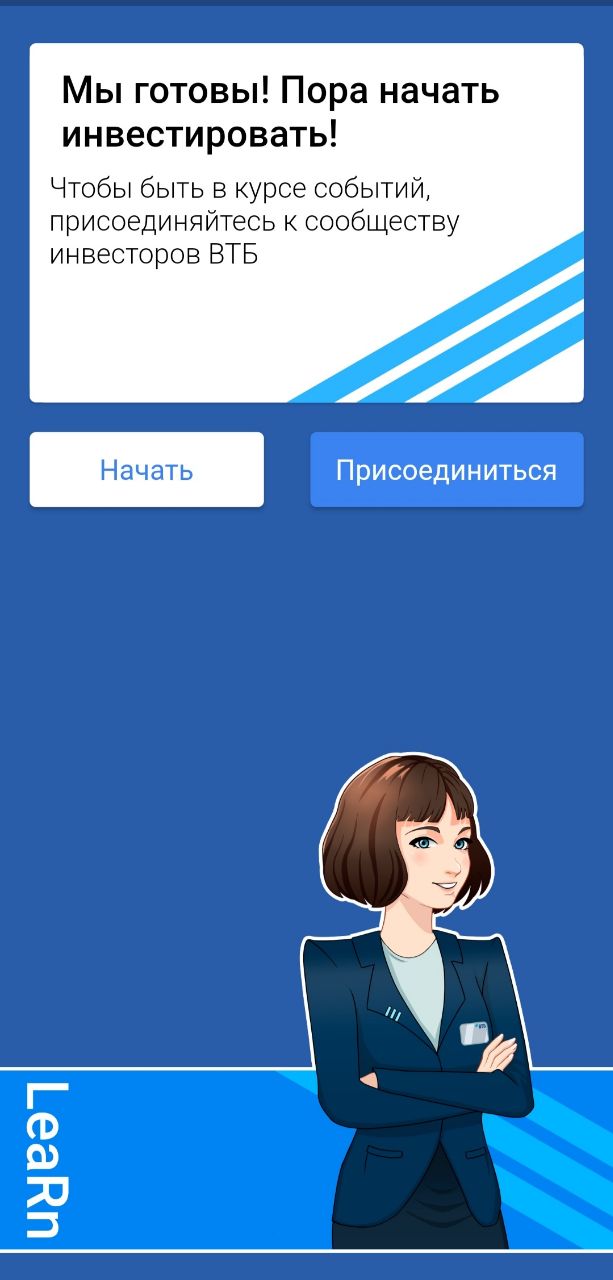 Мы готовы! Пора начать
инвестировать!
Чтобы быть в курсе событий,
присоединяйтесь к сообществу
инвесторов ВТБ
Начать
Присоединиться
LeaRn